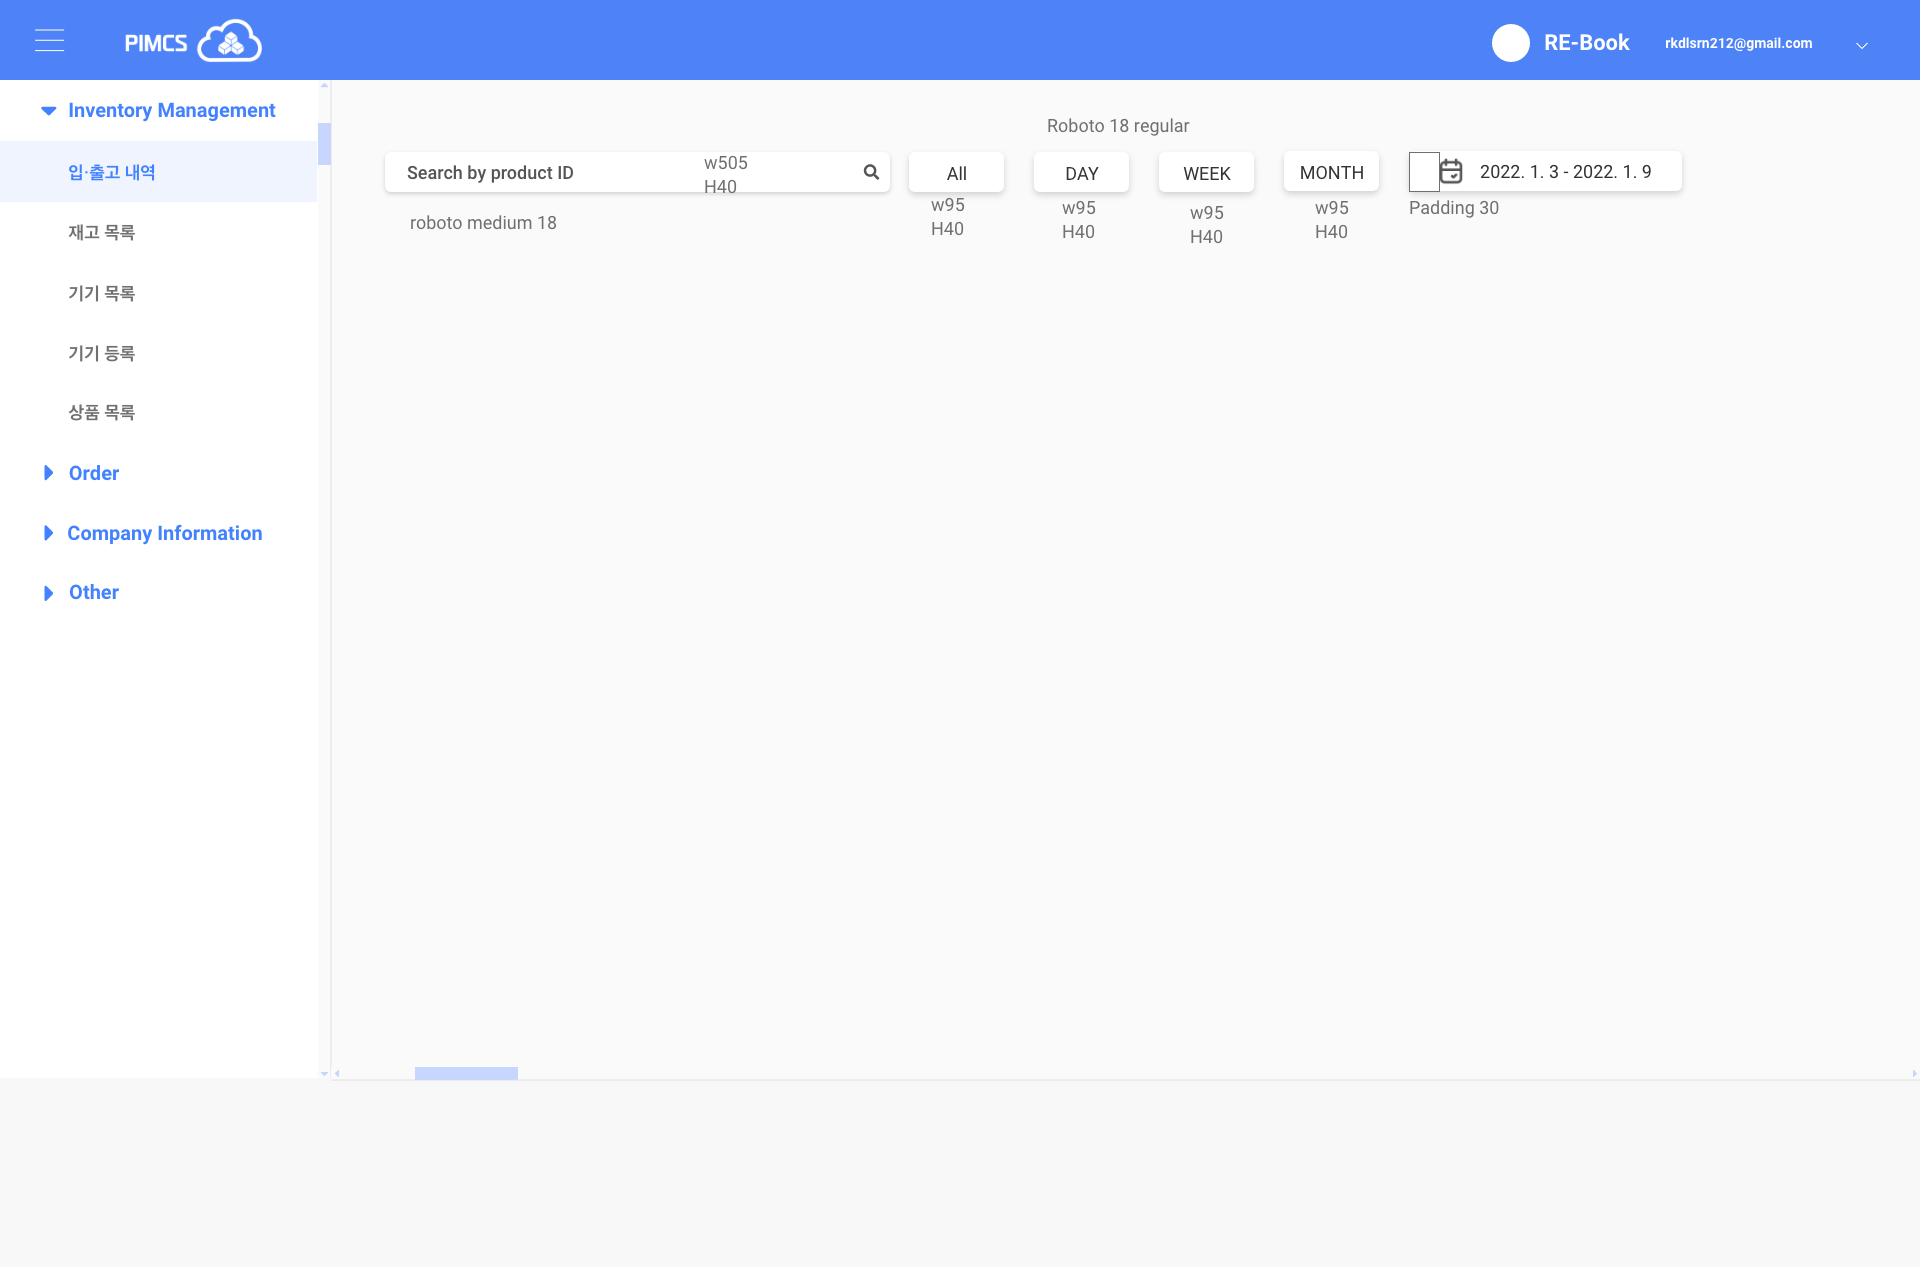 PIMCS
RE-Book
rkdlsrn212@gmail.com
Inventory Management
입·출고 내역
재고 목록
기기 목록
기기 등록
상품 목록
Order
Company Information
Other
Roboto 18 regular
Search by product ID
w505
H40
All
DAY
WEEK
MONTH
2022. 1. 3 - 2022. 1. 9
roboto medium 18
w95
H40
w95
H40
w95
H40
w95
H40
Padding 30